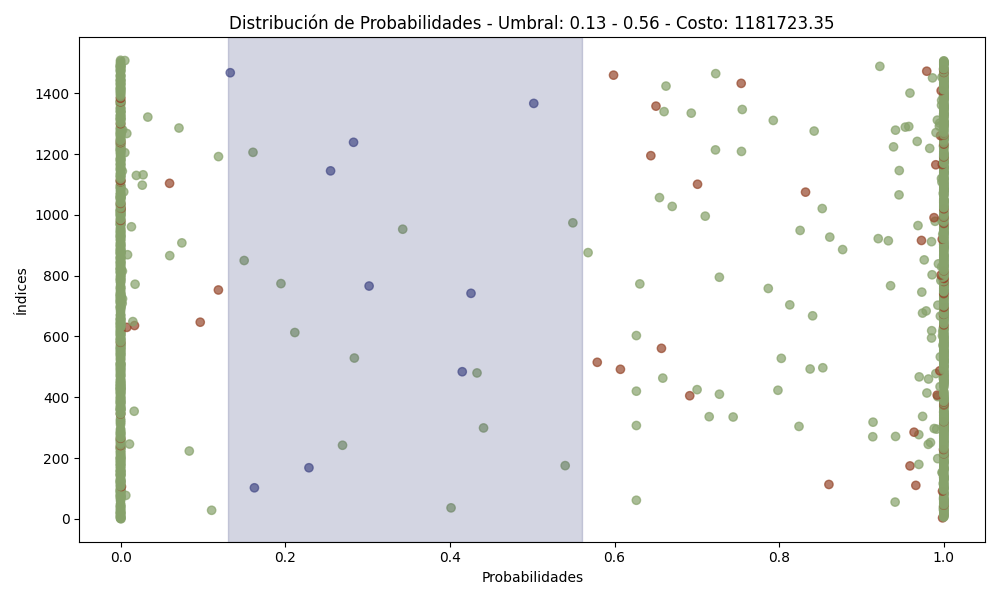 Distribución de Probabilidades - Umbral: 0.13 - 0.56 - Costo: 1181723.35
1400
1200
1000
800
600
400
200
0
Índices
0.0 0.2 0.4 0.6 0.8 1.0
Probabilidades